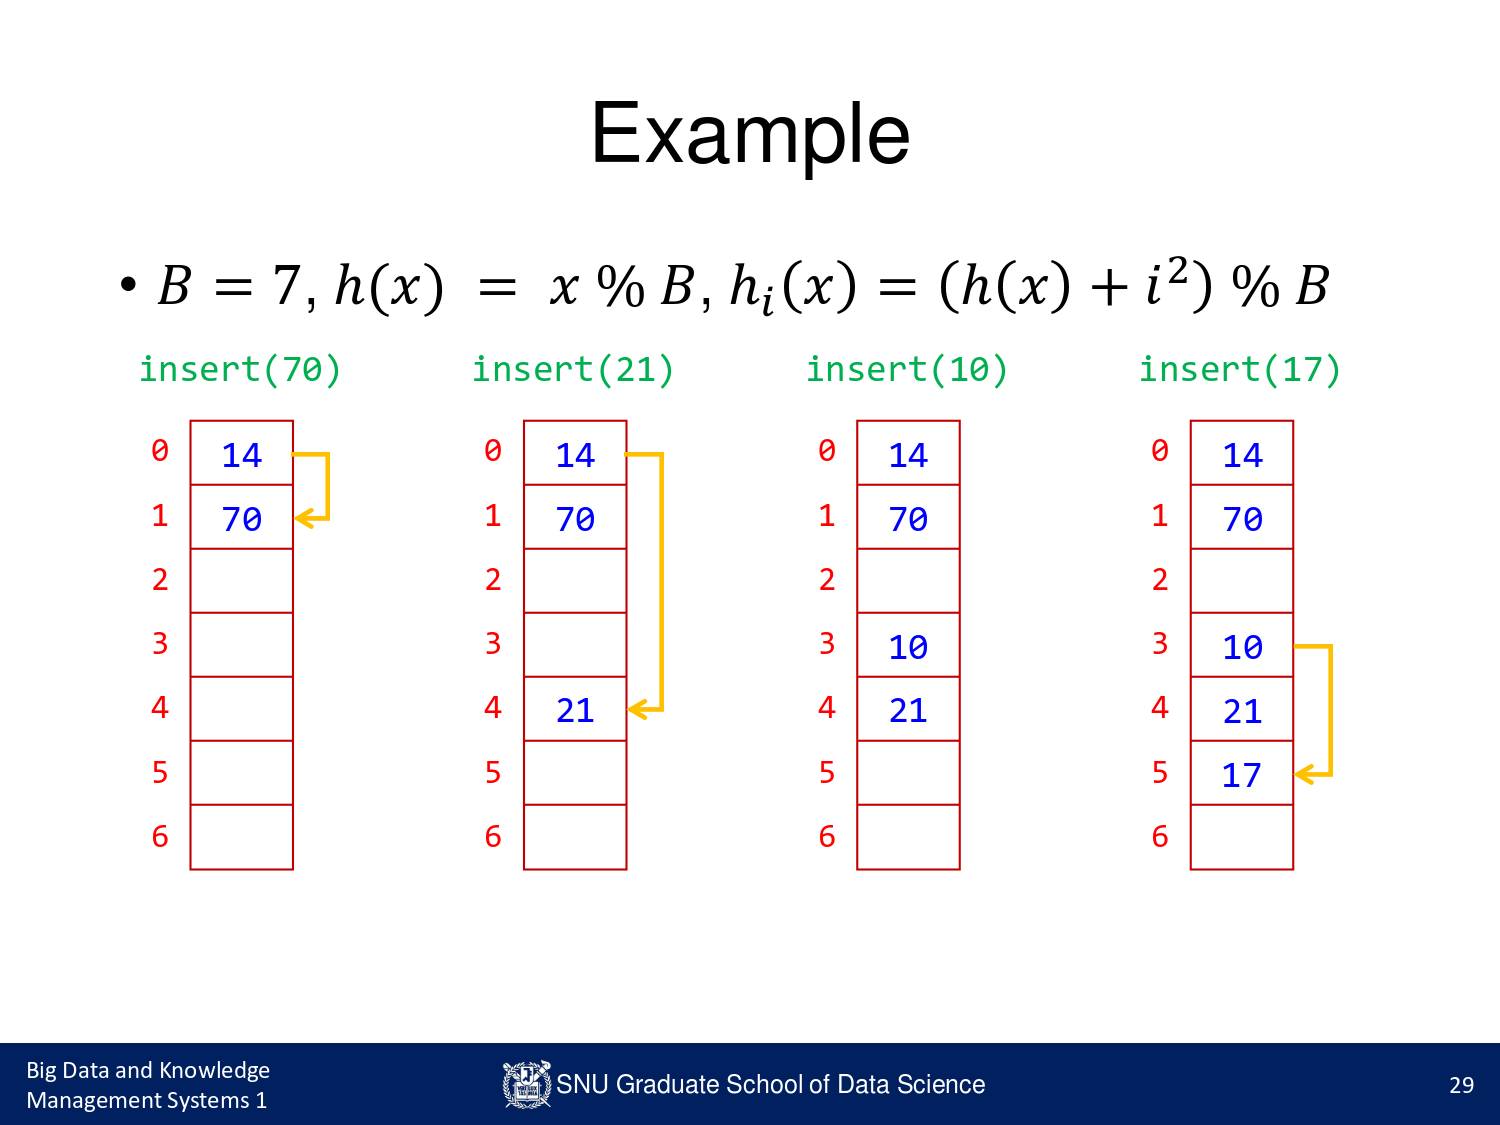 Example
• B = 7, h(x) = x % B, hᵢ(x) = (h(x) + i²) % B
insert(70) insert(21) insert(10) insert(17)
0 14 0 14 0 14 0 14
1 70 1 70 1 70 1 70
2 2 2 2
3 3 3 10 3 10
4 4 21 4 21 4 21
5 5 5 5 17
6 6 6 6
Big Data and Knowledge
Management Systems 1
SNU Graduate School of Data Science
29